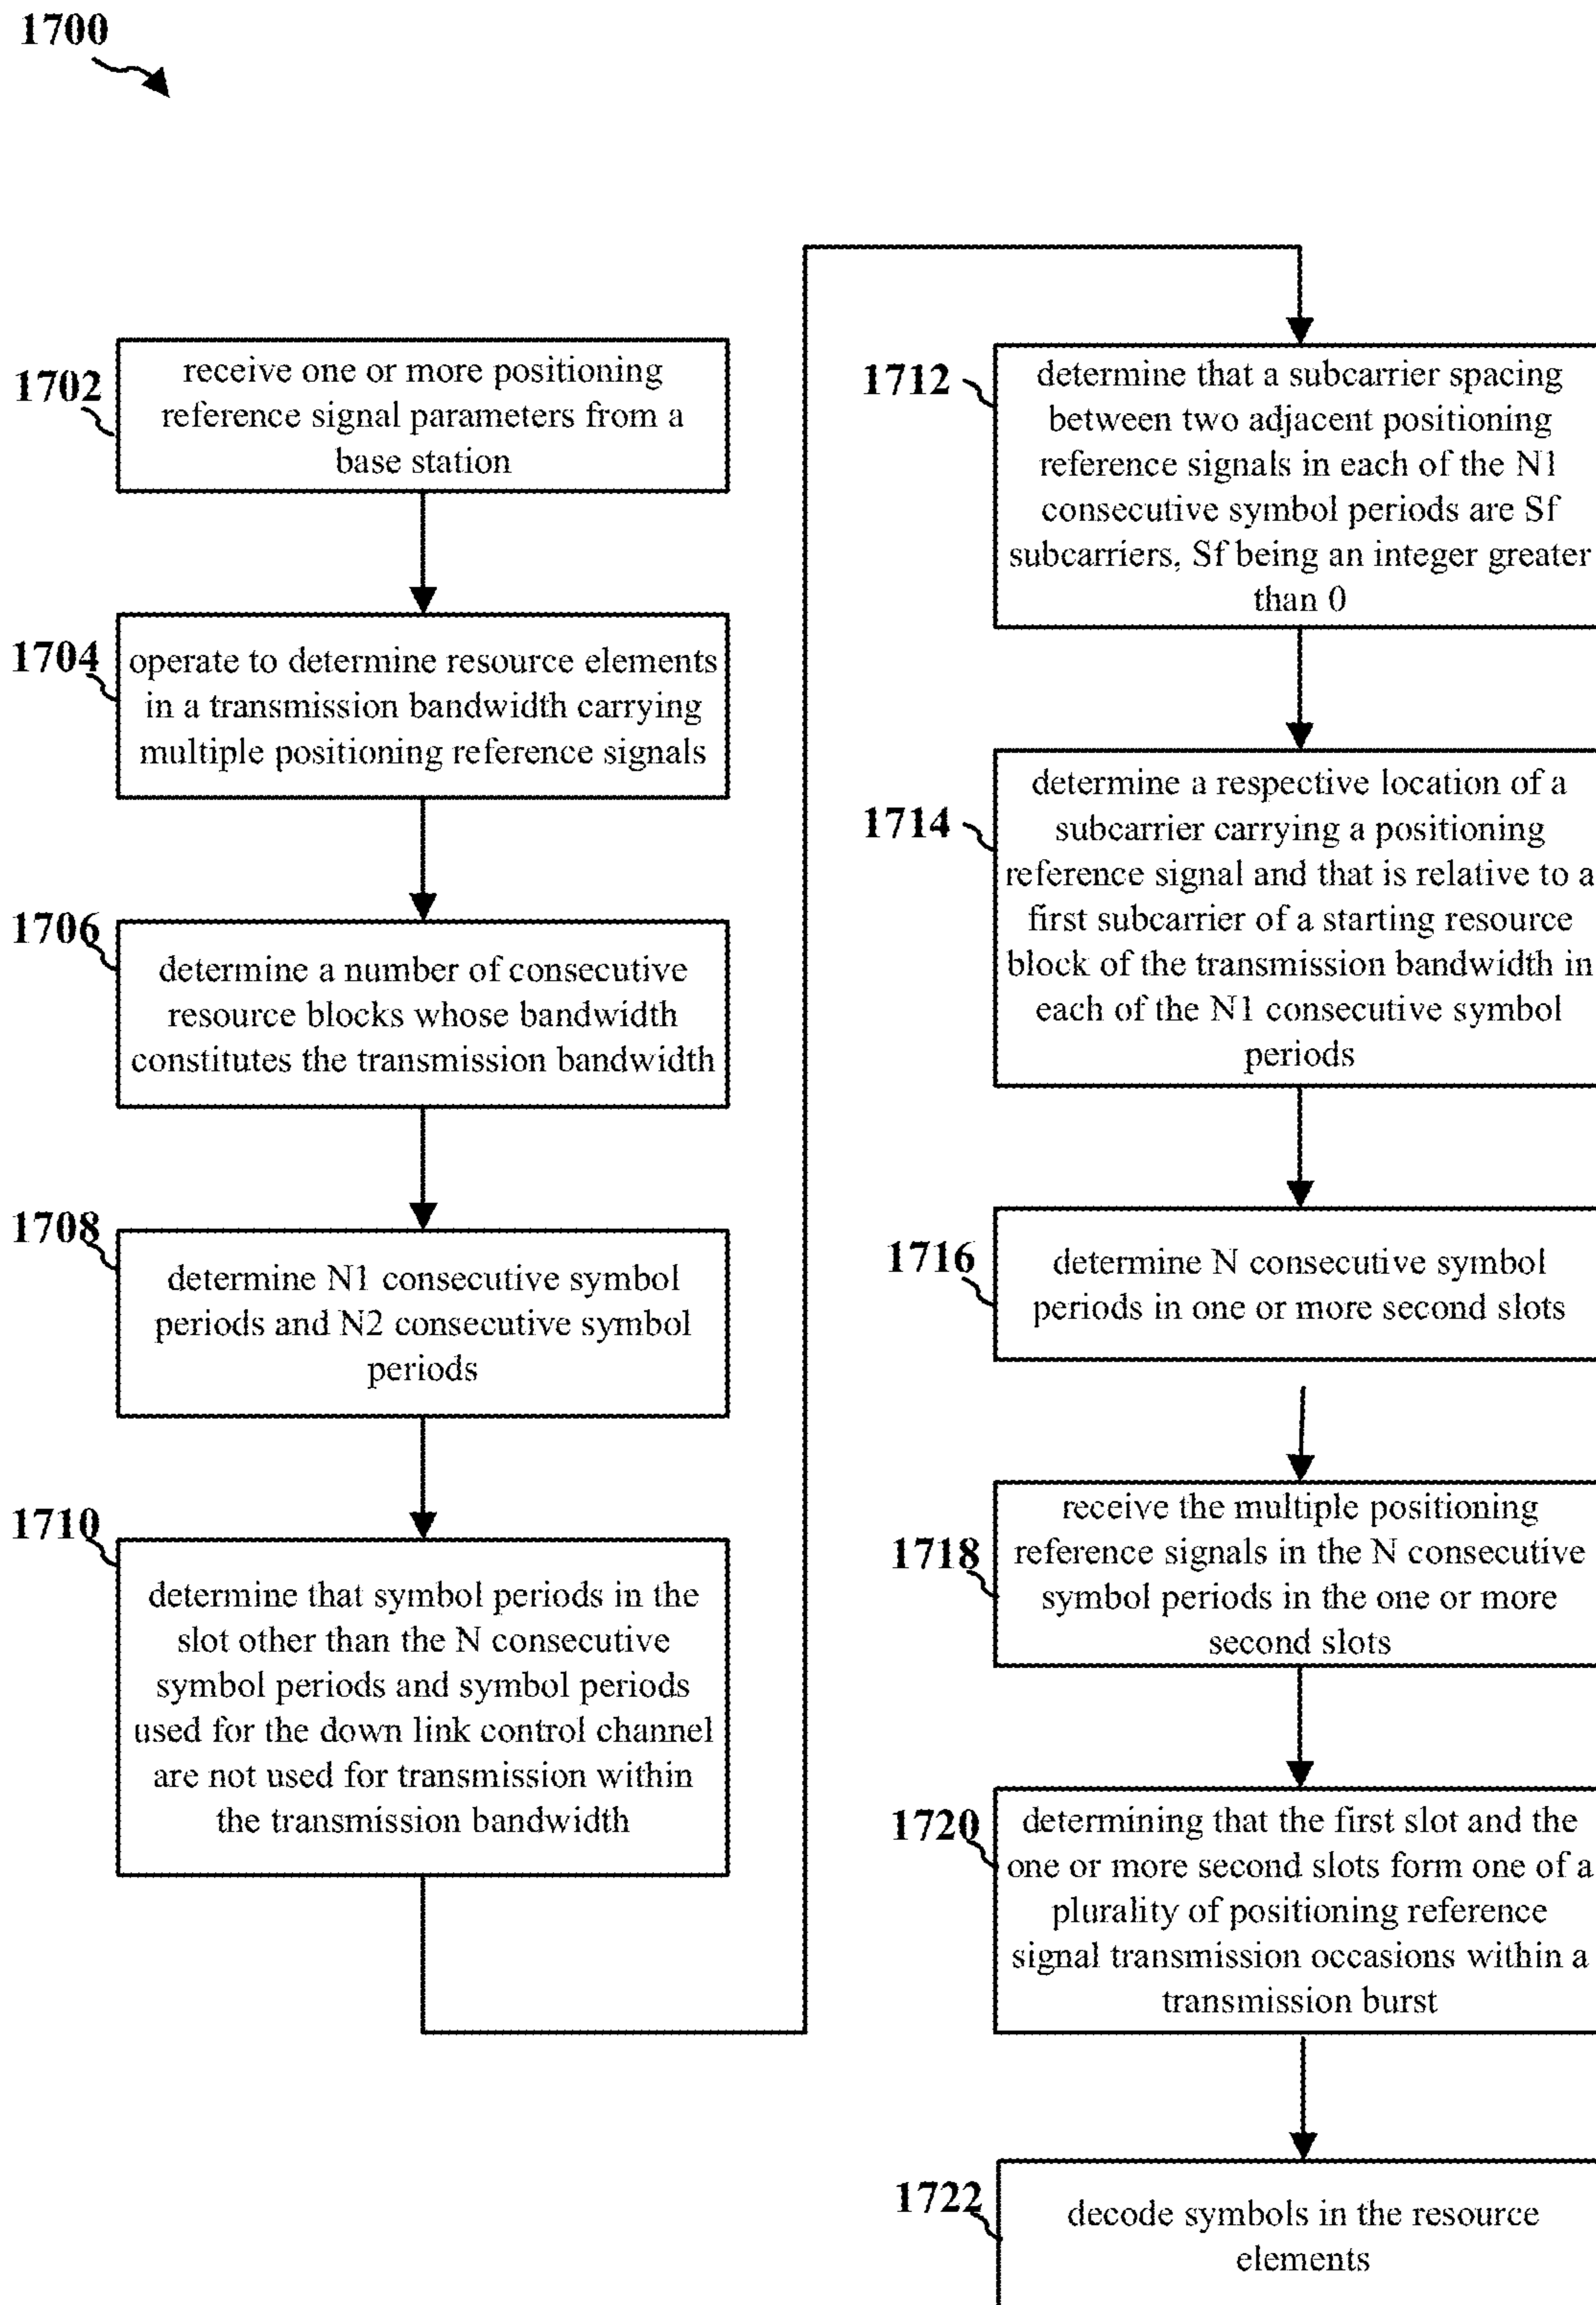 1700
1702
receive one or more positioning
reference signal parameters from a
base station
1704
operate to determine resource elements
in a transmission bandwidth carrying
multiple positioning reference signals
1706
determine a number of consecutive
resource blocks whose bandwidth
constitutes the transmission bandwidth
1708
determine N1 consecutive symbol
periods and N2 consecutive symbol
periods
1710
determine that symbol periods in the
slot other than the N consecutive
symbol periods and symbol periods
used for the down link control channel
are not used for transmission within
the transmission bandwidth
1712
determine that a subcarrier spacing
between two adjacent positioning
reference signals in each of the N1
consecutive symbol periods are Sf
subcarriers, Sf being an integer greater
than 0
1714
determine a respective location of a
subcarrier carrying a positioning
reference signal and that is relative to a
first subcarrier of a starting resource
block of the transmission bandwidth in
each of the N1 consecutive symbol
periods
1716
determine N consecutive symbol
periods in one or more second slots
1718
receive the multiple positioning
reference signals in the N consecutive
symbol periods in the one or more
second slots
1720
determining that the first slot and the
one or more second slots form one of a
plurality of positioning reference
signal transmission occasions within a
transmission burst
1722
decode symbols in the resource
elements